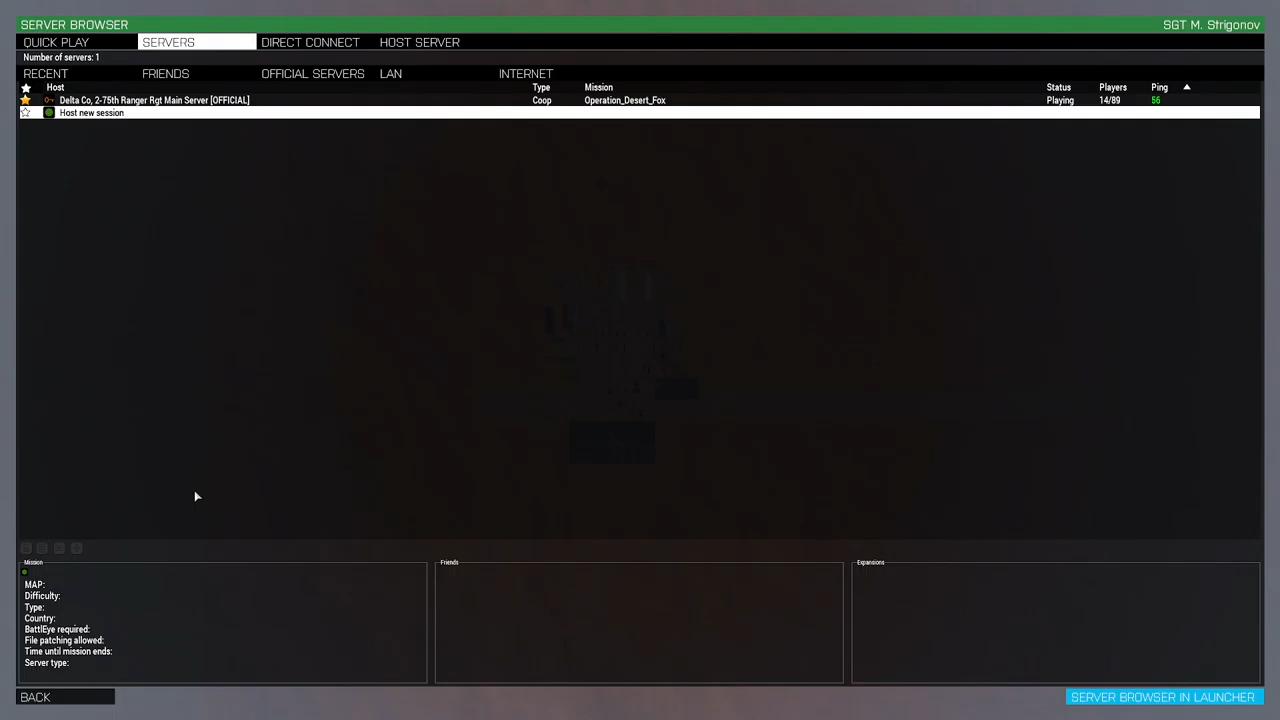 SERVER BROWSER SGT M. Strigonov
QUICK PLAY SERVERS DIRECT CONNECT HOST SERVER
Number of servers: 1
RECENT FRIENDS OFFICIAL SERVERS LAN INTERNET
Host Type Mission Status Players Ping
Delta Co, 2-75th Ranger Rgt Main Server [OFFICIAL] Coop Operation_Desert_Fox Playing 14/89 56
Host new session
Mission Friends Expansions
MAP:
Difficulty:
Type:
Country:
BattlEye required:
File patching allowed:
Time until mission ends:
Server type:
BACK SERVER BROWSER IN LAUNCHER